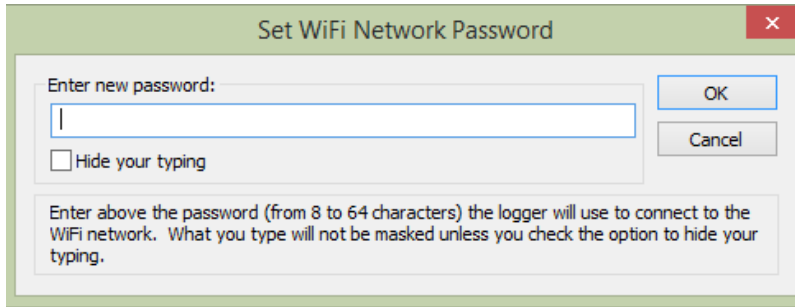 Set WiFi Network Password
Enter new password:
OK
Cancel
Hide your typing
Enter above the password (from 8 to 64 characters) the logger will use to connect to the
WiFi network.  What you type will not be masked unless you check the option to hide your
typing.